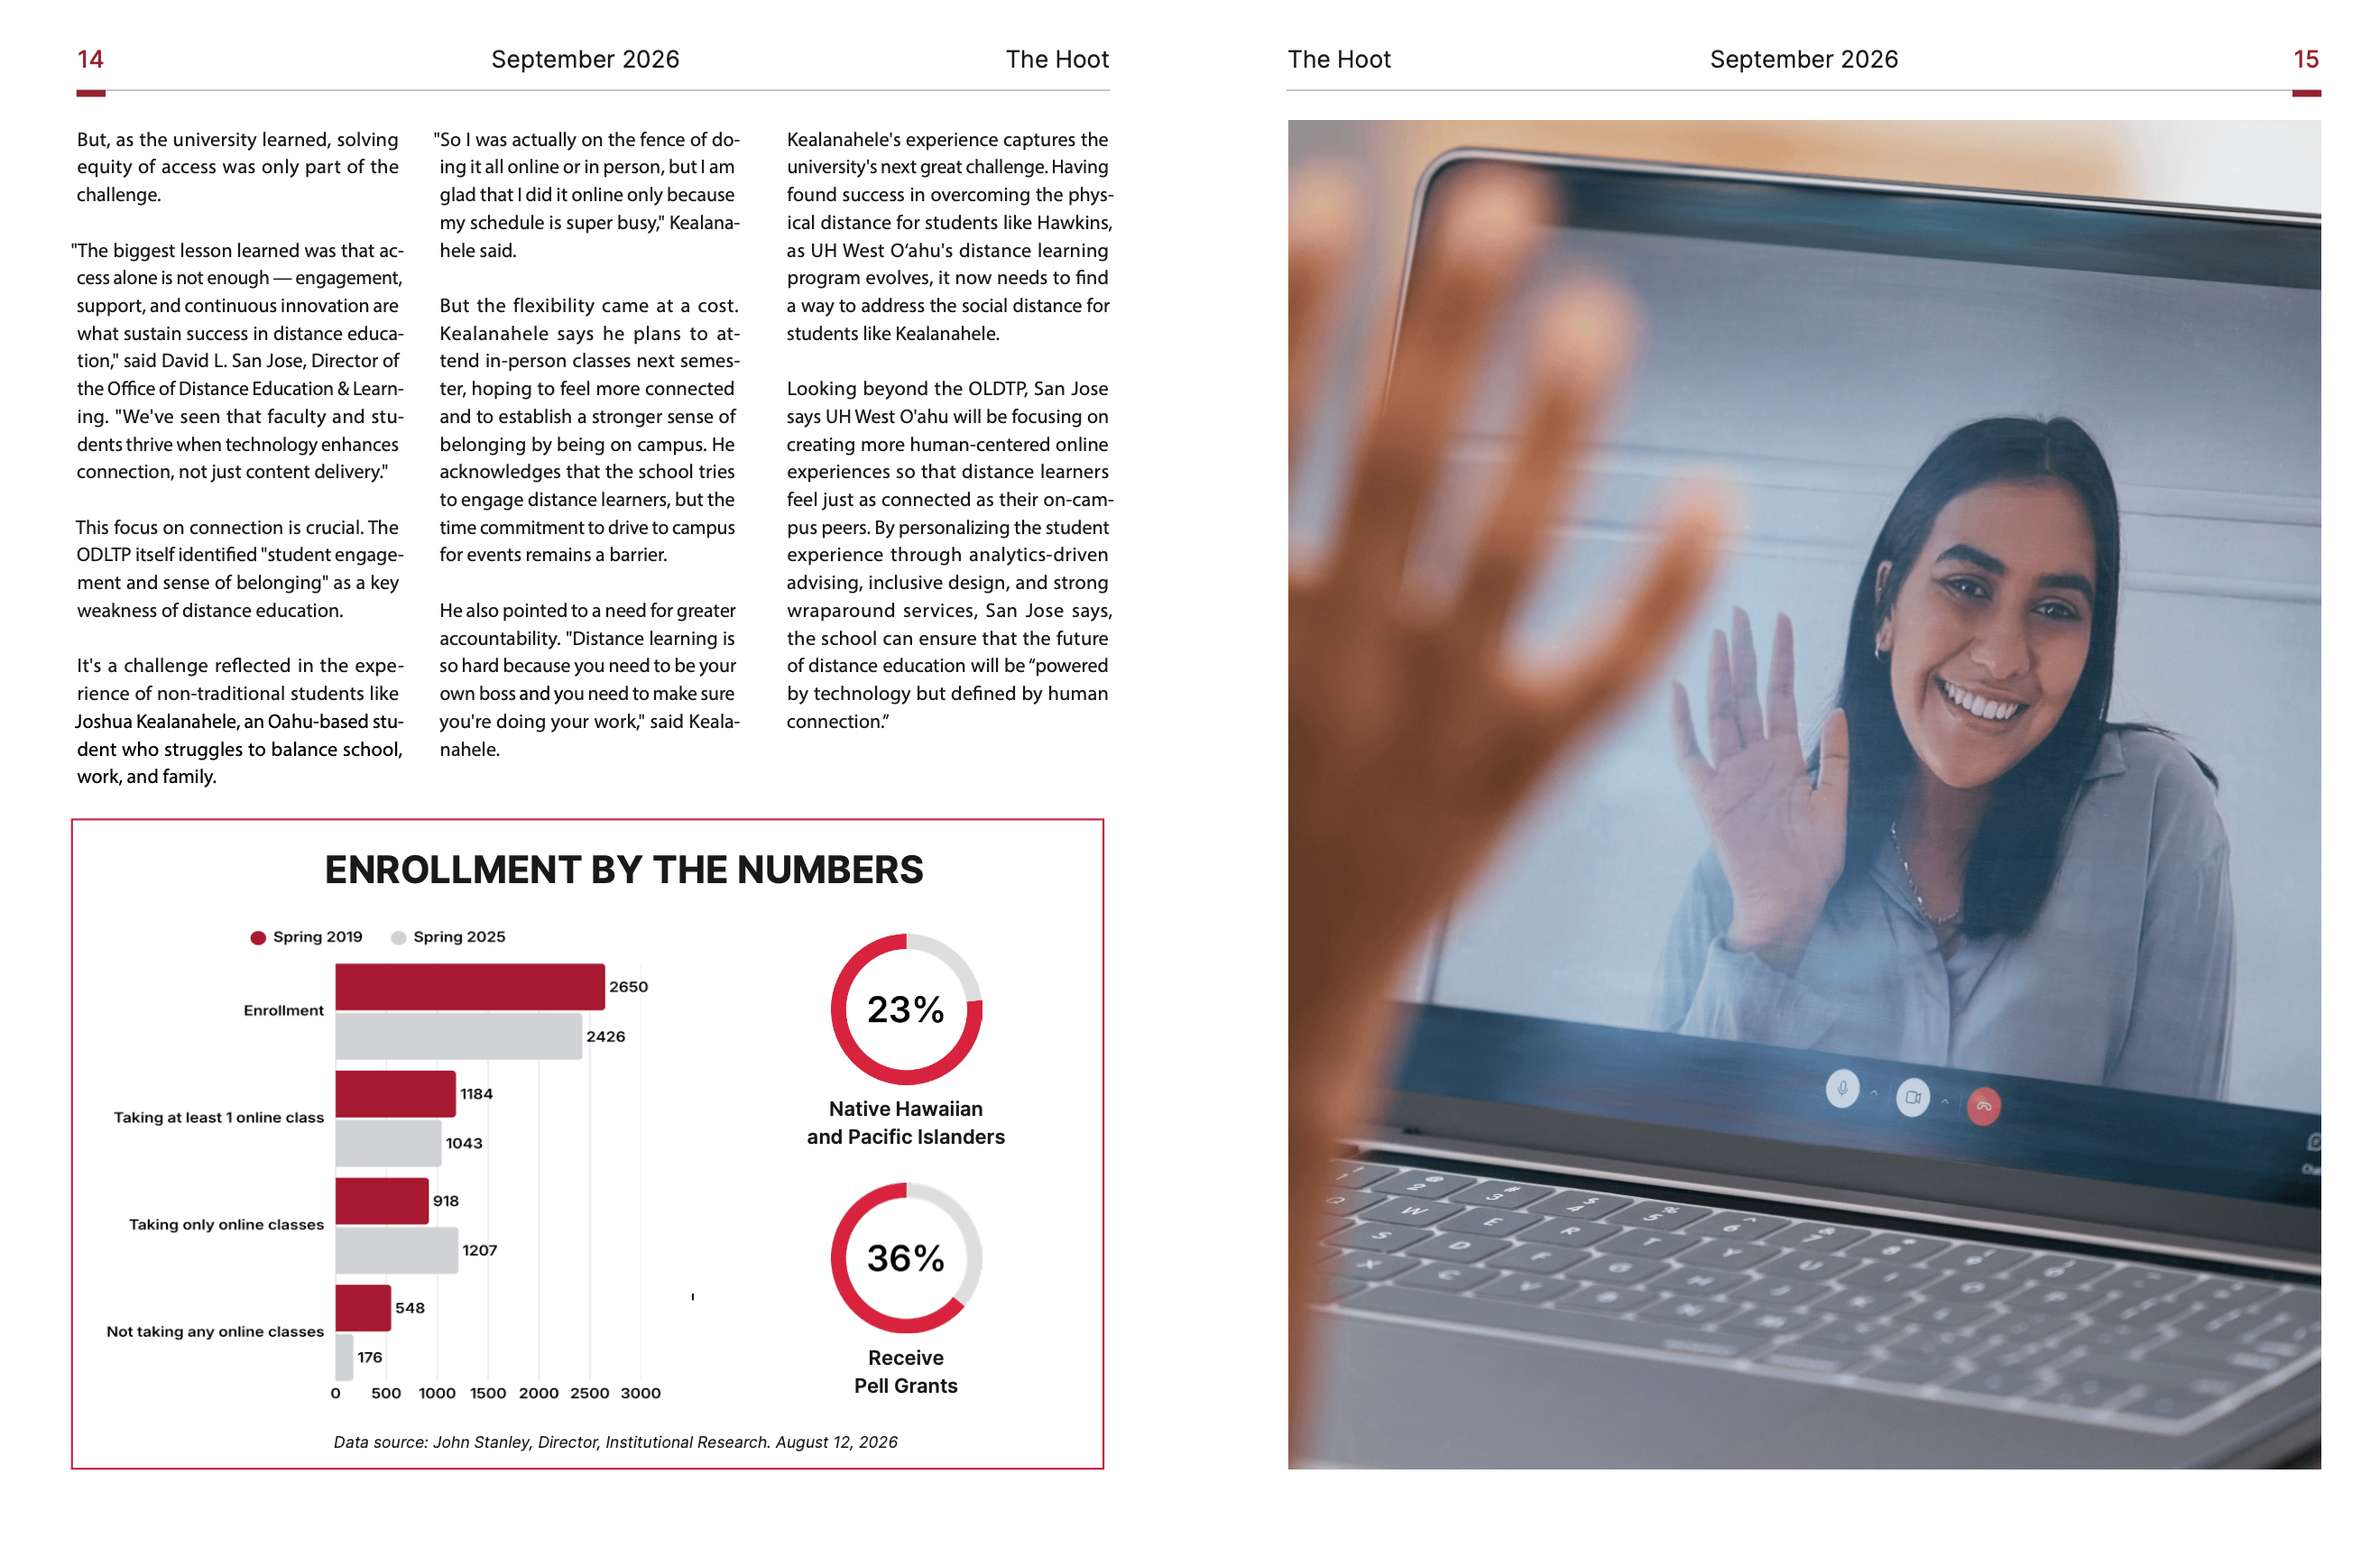 14 September 2026 The Hoot
But, as the university learned, solving
equity of access was only part of the
challenge.
"The biggest lesson learned was that ac-
cess alone is not enough — engagement,
support, and continuous innovation are
what sustain success in distance educa-
tion," said David L. San Jose, Director of
the Office of Distance Education & Learn-
ing. "We've seen that faculty and stu-
dents thrive when technology enhances
connection, not just content delivery."
This focus on connection is crucial. The
ODLTP itself identified "student engage-
ment and sense of belonging" as a key
weakness of distance education.
It's a challenge reflected in the expe-
rience of non-traditional students like
Joshua Kealanahele, an Oahu-based stu-
dent who struggles to balance school,
work, and family.
"So I was actually on the fence of do-
ing it all online or in person, but I am
glad that I did it online only because
my schedule is super busy," Kealana-
hele said.
But the flexibility came at a cost.
Kealanahele says he plans to at-
tend in-person classes next semes-
ter, hoping to feel more connected
and to establish a stronger sense of
belonging by being on campus. He
acknowledges that the school tries
to engage distance learners, but the
time commitment to drive to campus
for events remains a barrier.
He also pointed to a need for greater
accountability. "Distance learning is
so hard because you need to be your
own boss and you need to make sure
you're doing your work," said Keala-
nahele.
Kealanahele's experience captures the
university's next great challenge. Having
found success in overcoming the phys-
ical distance for students like Hawkins,
as UH West Oʻahu's distance learning
program evolves, it now needs to find
a way to address the social distance for
students like Kealanahele.
Looking beyond the OLDTP, San Jose
says UH West O'ahu will be focusing on
creating more human-centered online
experiences so that distance learners
feel just as connected as their on-cam-
pus peers. By personalizing the student
experience through analytics-driven
advising, inclusive design, and strong
wraparound services, San Jose says,
the school can ensure that the future
of distance education will be “powered
by technology but defined by human
connection.”
ENROLLMENT BY THE NUMBERS
Spring 2019 Spring 2025
Enrollment
2650
2426
Taking at least 1 online class
1184
1043
Taking only online classes
918
1207
Not taking any online classes
548
176
0 500 1000 1500 2000 2500 3000
23%
Native Hawaiian
and Pacific Islanders
36%
Receive
Pell Grants
Data source: John Stanley, Director, Institutional Research. August 12, 2026
The Hoot September 2026 15